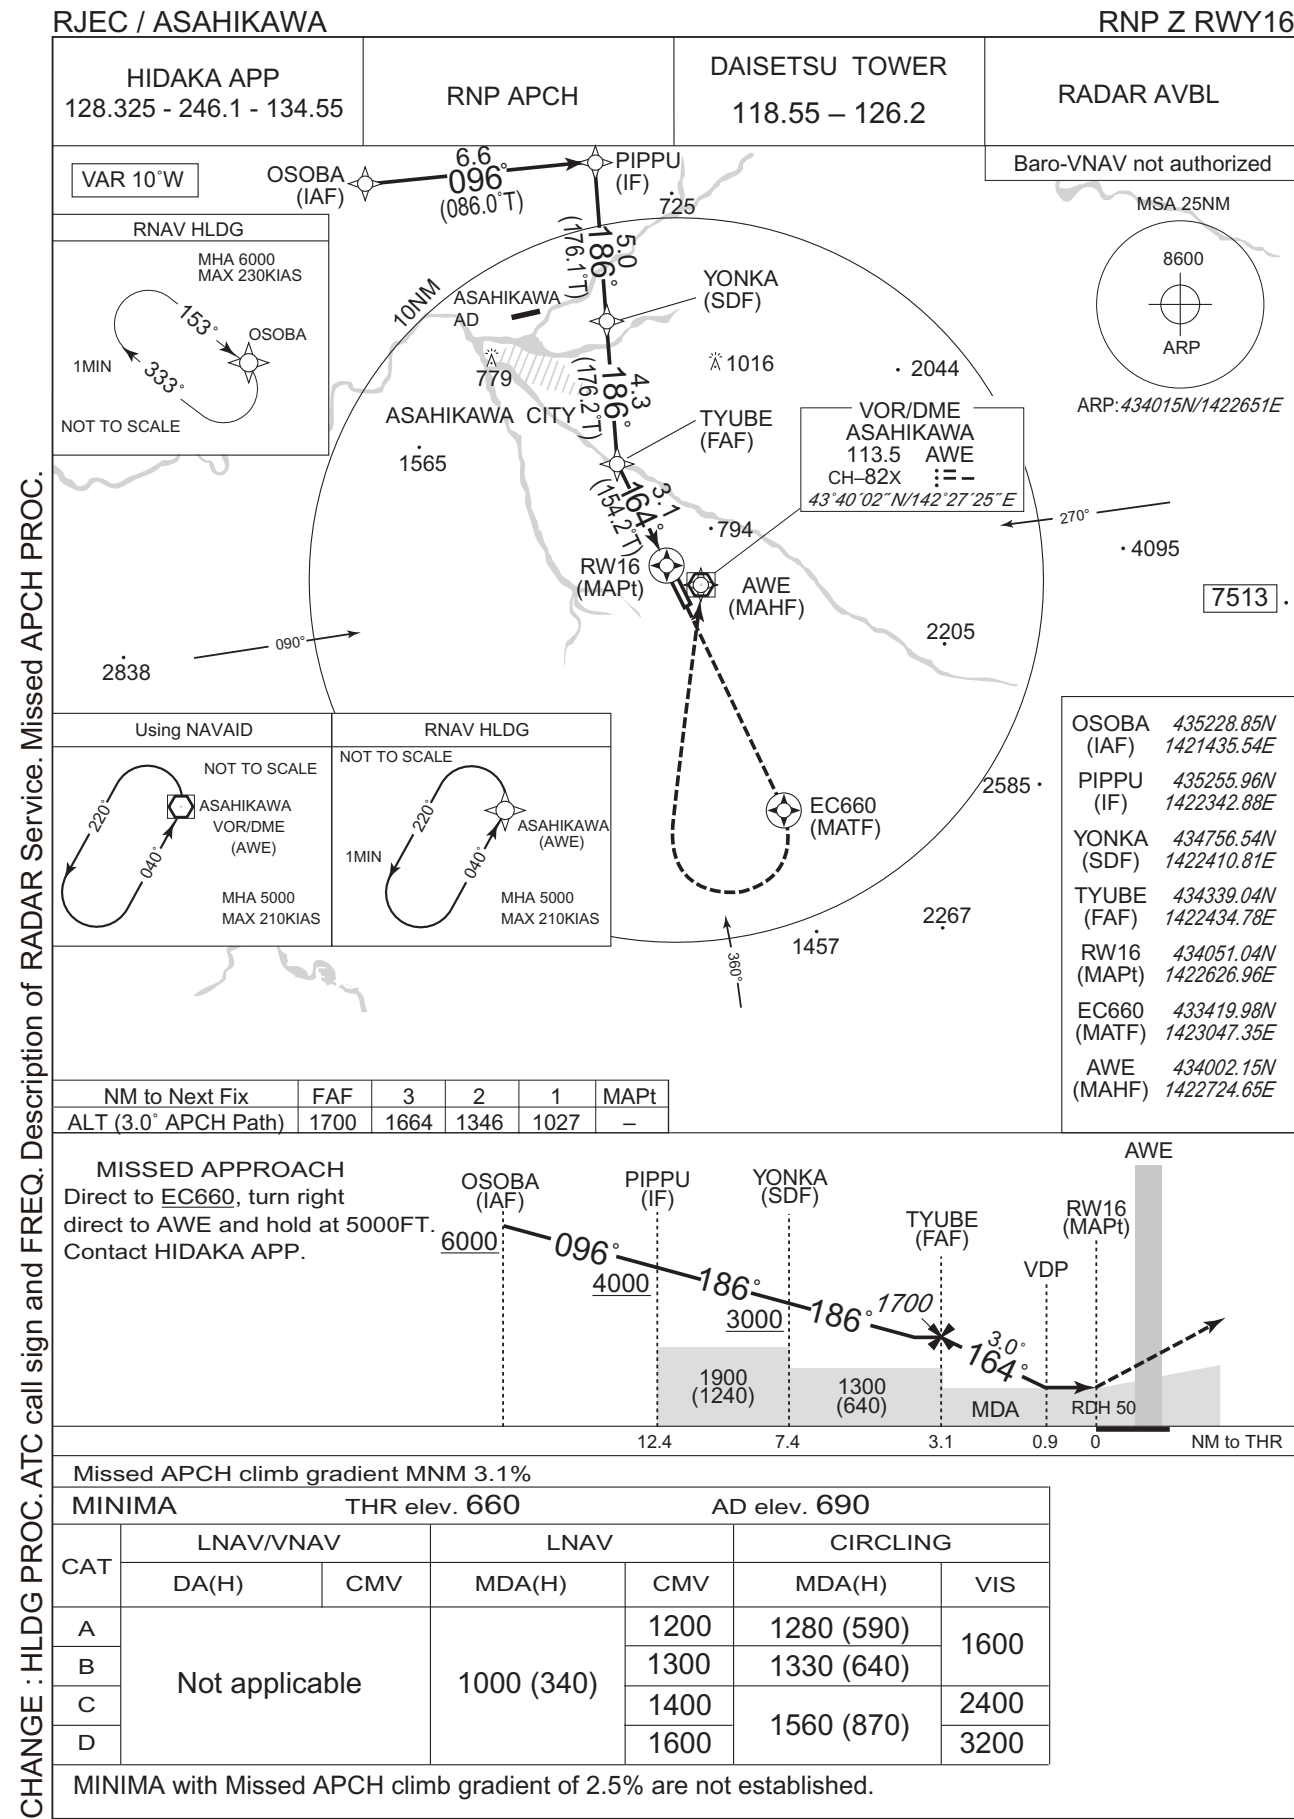 RJEC / ASAHIKAWA
RNP Z RWY16
HIDAKA APP
128.325 - 246.1 - 134.55
RNP APCH
DAISETSU TOWER
118.55 – 126.2
RADAR AVBL
VAR 10˚W
OSOBA
(IAF)
6.6
096˚
(086.0˚T)
PIPPU
(IF)
725
Baro-VNAV not authorized
MSA 25NM
8600
ARP
ARP:434015N/1422651E
RNAV HLDG
MHA 6000
MAX 230KIAS
153˚
OSOBA
1MIN
333˚
NOT TO SCALE
10NM
5.0
186˚
(176.1˚T)
YONKA
(SDF)
ASAHIKAWA
AD
779
1016
2044
4.3
186˚
(176.2˚T)
ASAHIKAWA CITY
1565
TYUBE
(FAF)
VOR/DME
ASAHIKAWA
113.5 AWE
CH–82X
43˚40´02˝N/142˚27´25˝E
3.1
164˚
(154.2˚T)
794
270°
4095
RW16
(MAPt)
AWE
(MAHF)
7513
2205
090°
2838
Using NAVAID
NOT TO SCALE
220˚
040˚
ASAHIKAWA
VOR/DME
(AWE)
MHA 5000
MAX 210KIAS
RNAV HLDG
NOT TO SCALE
220˚
1MIN
040˚
ASAHIKAWA
(AWE)
MHA 5000
MAX 210KIAS
2585
EC660
(MATF)
2267
1457
360°
OSOBA 435228.85N
(IAF) 1421435.54E
PIPPU 435255.96N
(IF) 1422342.88E
YONKA 434756.54N
(SDF) 1422410.81E
TYUBE 434339.04N
(FAF) 1422434.78E
RW16 434051.04N
(MAPt) 1422626.96E
EC660 433419.98N
(MATF) 1423047.35E
AWE 434002.15N
(MAHF) 1422724.65E
NM to Next Fix FAF 3 2 1 MAPt
ALT (3.0˚ APCH Path) 1700 1664 1346 1027 –
MISSED APPROACH
Direct to EC660, turn right
direct to AWE and hold at 5000FT.
Contact HIDAKA APP.
OSOBA
(IAF)
PIPPU
(IF)
YONKA
(SDF)
TYUBE
(FAF)
VDP
RW16
(MAPt)
AWE
6000
096˚
4000
186˚
3000
186˚
1700
3.0˚
164˚
1900
(1240)
1300
(640)
MDA
RDH 50
12.4 7.4 3.1 0.9 0 NM to THR
Missed APCH climb gradient MNM 3.1%
MINIMA THR elev. 660 AD elev. 690
CAT LNAV/VNAV LNAV CIRCLING
DA(H) CMV MDA(H) CMV MDA(H) VIS
A 1200 1280 (590) 1600
B 1300 1330 (640)
Not applicable 1000 (340)
C 1400 1560 (870) 2400
D 1600 3200
MINIMA with Missed APCH climb gradient of 2.5% are not established.
CHANGE : HLDG PROC. ATC call sign and FREQ. Description of RADAR Service. Missed APCH PROC.